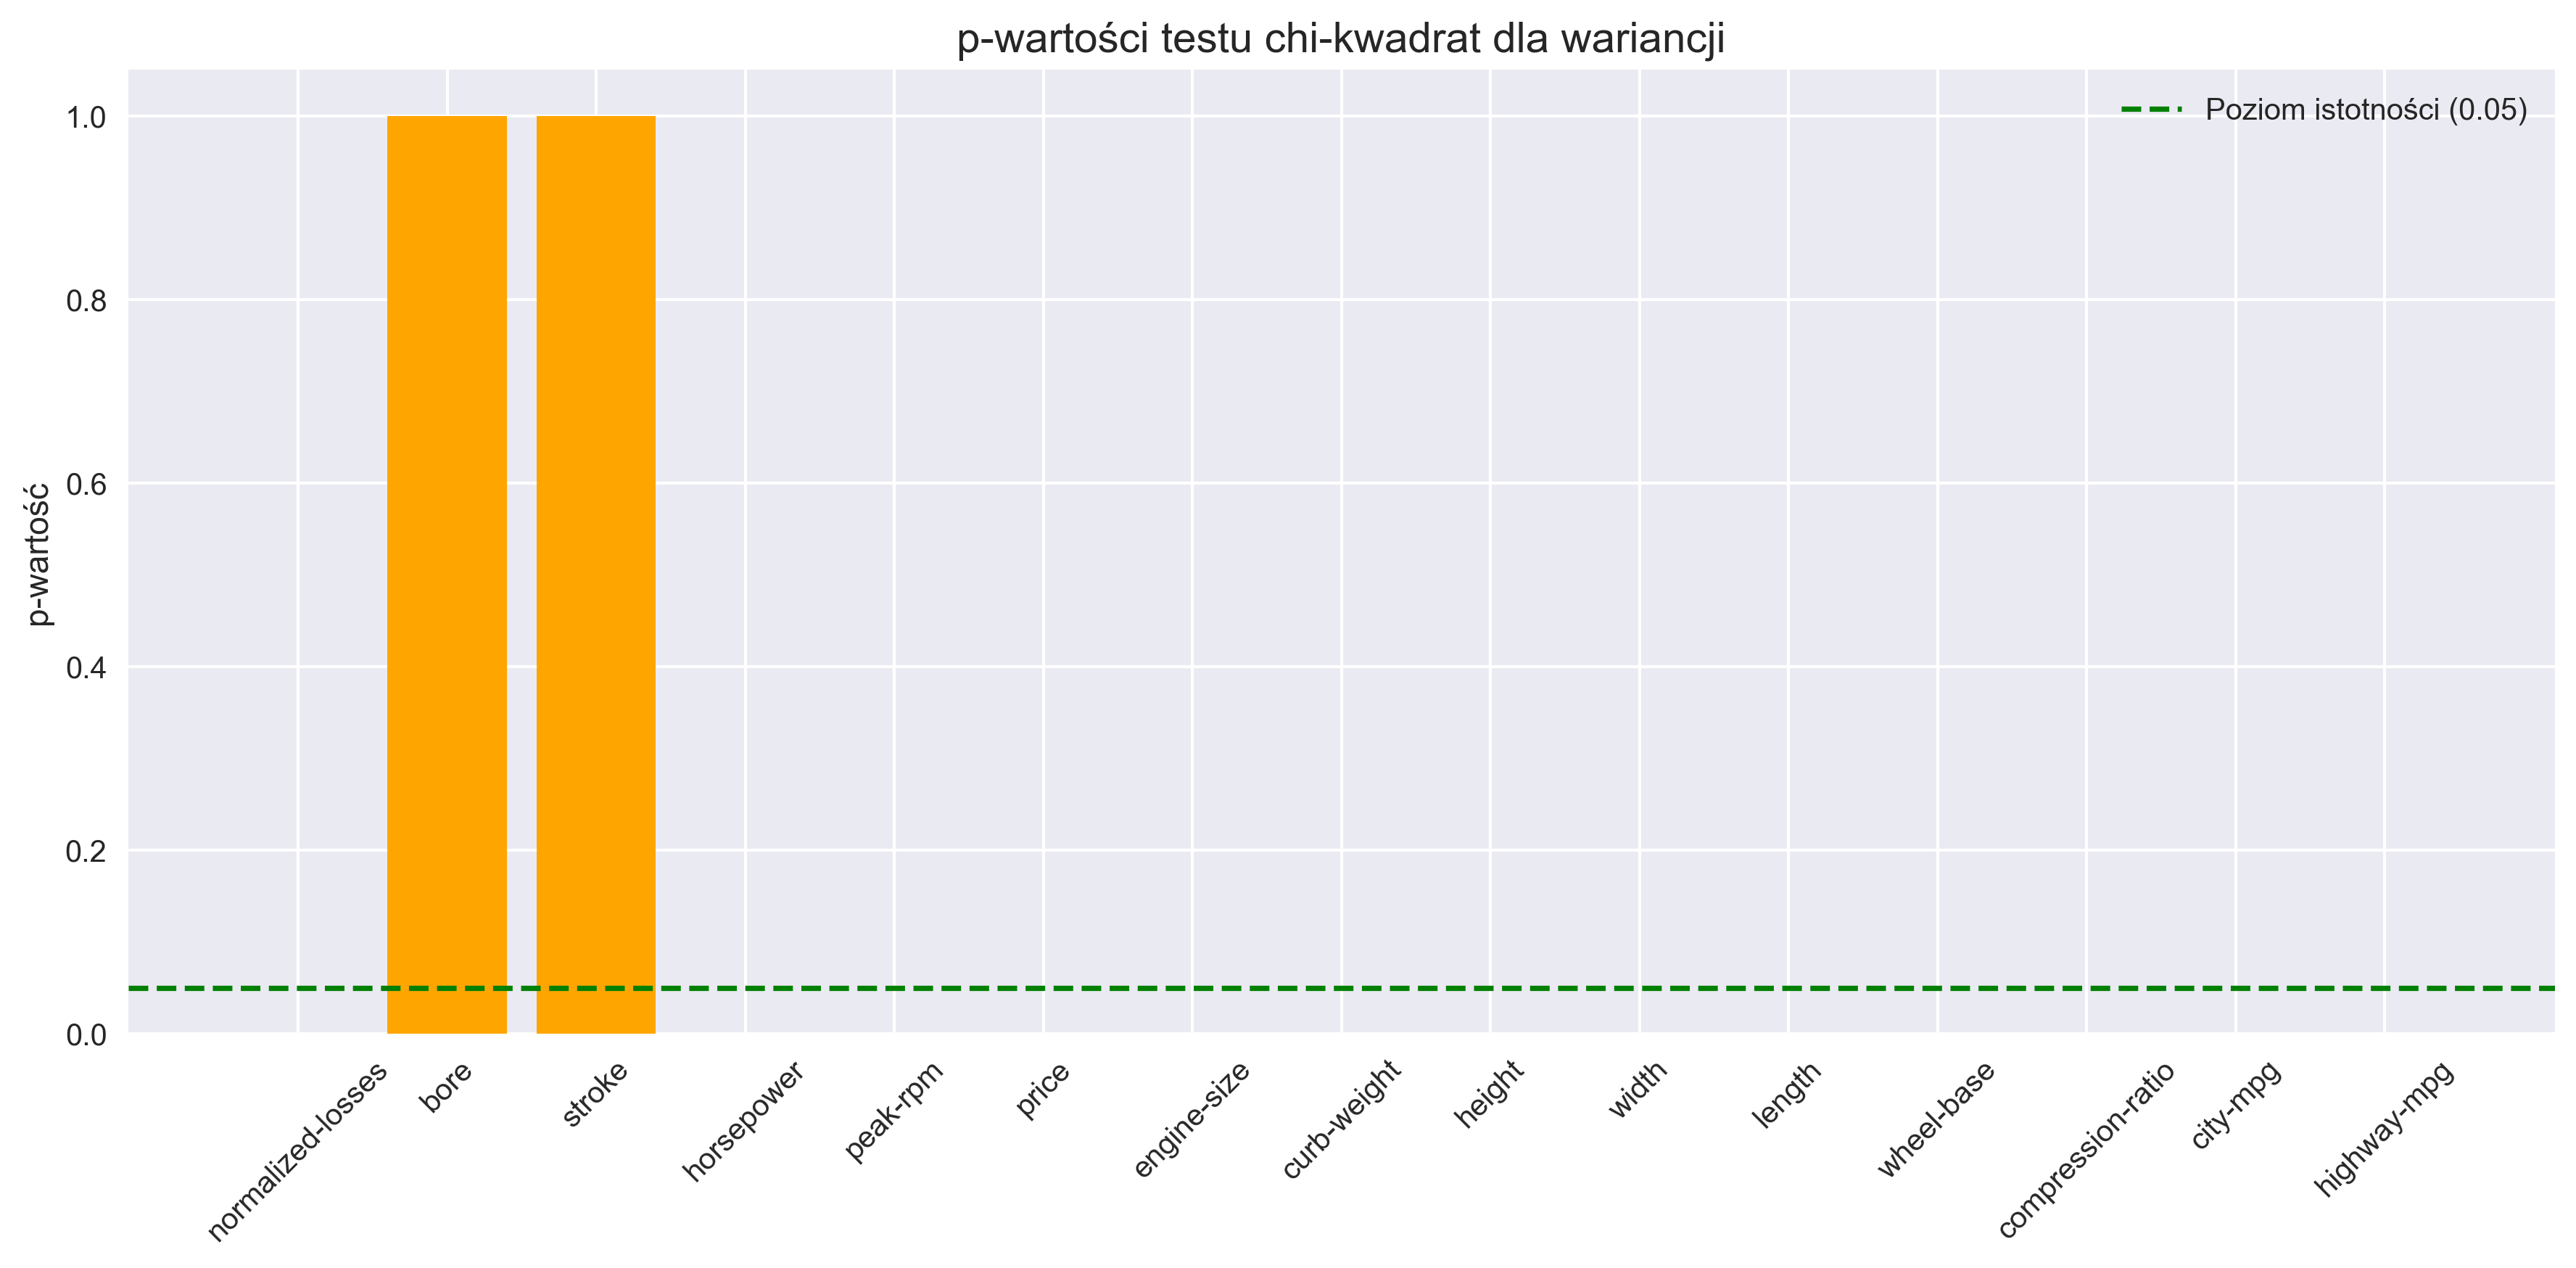 p-wartości testu chi-kwadrat dla wariancji
Poziom istotności (0.05)
p-wartość
1.0
0.8
0.6
0.4
0.2
0.0
normalized-losses
bore
stroke
horsepower
peak-rpm
price
engine-size
curb-weight
height
width
length
wheel-base
compression-ratio
city-mpg
highway-mpg